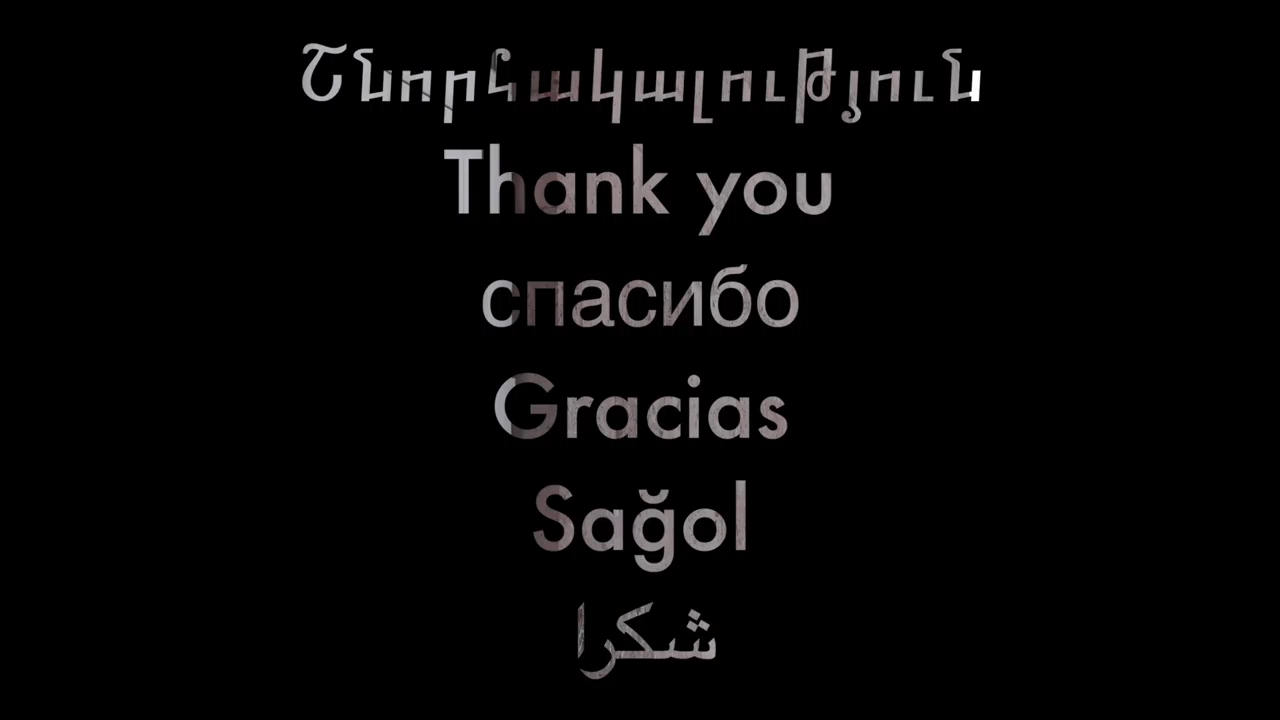 Շնորհակալություն
Thank you
спасибо
Gracias
Sağol
شكرا